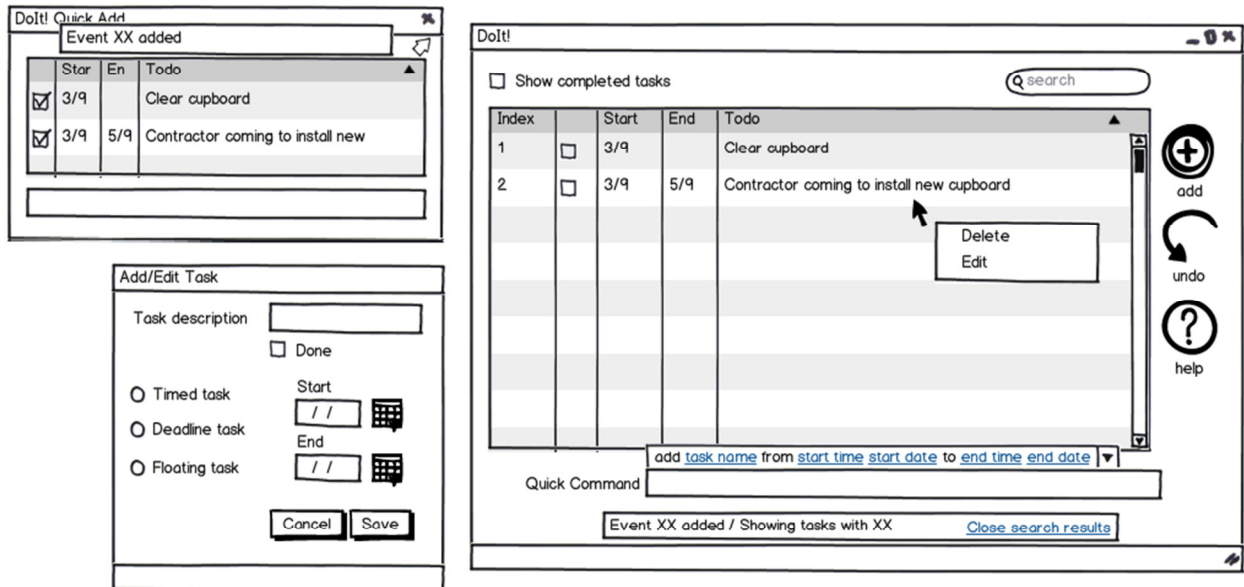 DoIt! Quick Add
Event XX added
Star En Todo
3/9 Clear cupboard
3/9 5/9 Contractor coming to install new
Add/Edit Task
Task description
Done
Timed task
Deadline task
Floating task
Start
/ /
End
/ /
Cancel Save
DoIt!
Show completed tasks
search
Index Start End Todo
1 3/9 Clear cupboard
2 3/9 5/9 Contractor coming to install new cupboard
Delete
Edit
add
undo
?
help
add task name from start time start date to end time end date
Quick Command
Event XX added / Showing tasks with XX Close search results